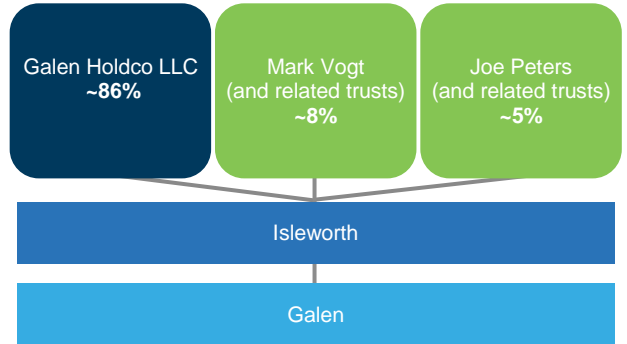 Galen Holdco LLC
~86%
Mark Vogt
(and related trusts)
~8%
Joe Peters
(and related trusts)
~5%
Isleworth
Galen